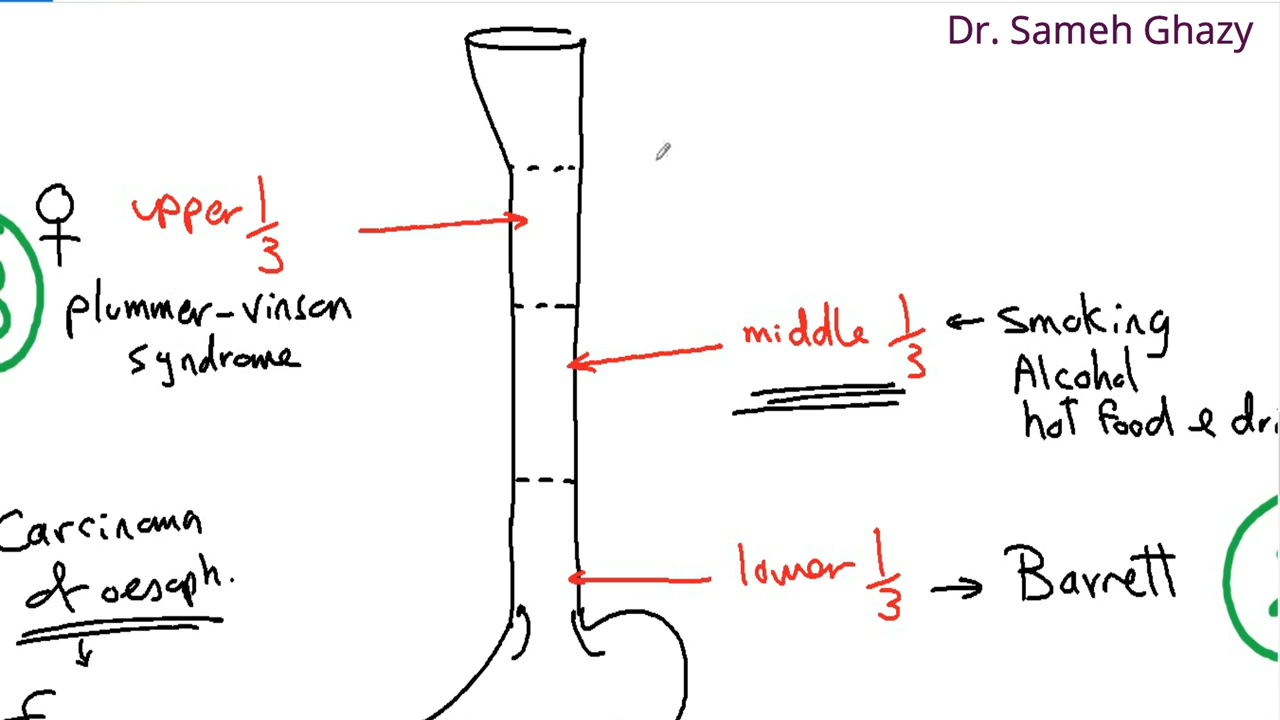 Dr. Sameh Ghazy
♀ upper 1/3
plummer-vinson
syndrome
middle 1/3 ← smoking
Alcohol
hot food &
Carcinoma
of oesoph.
lower 1/3 → Barrett